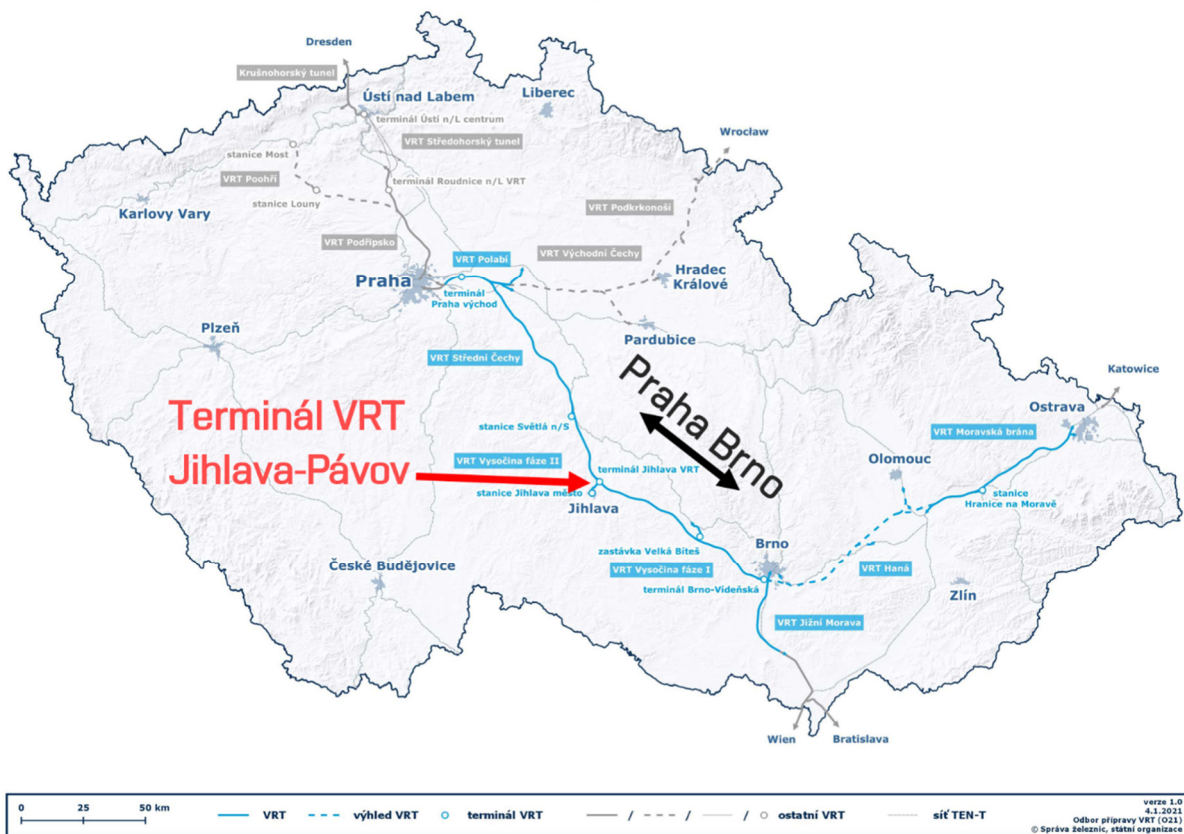 Dresden
Krušnohorský tunel
Ústí nad Labem
Liberec
terminál Ústí n/L centrum
Wrocław
VRT Středohorský tunel
stanice Most
VRT Poohří
terminál Roudnice n/L VRT
stanice Louny
Karlovy Vary
VRT Podkrkonoší
VRT Podřipsko
VRT Východní Čechy
VRT Polabí
Praha
Hradec
Králové
terminál
Praha východ
Plzeň
Pardubice
VRT Střední Čechy
Praha Brno
Katowice
Terminál VRT
Jihlava-Pávov
Ostrava
stanice Světlá n/S
VRT Moravská brána
VRT Vysočina fáze II
terminál Jihlava VRT
Olomouc
stanice Jihlava město
Jihlava
stanice
Hranice na Moravě
zastávka Velká Bíteš
Brno
České Budějovice
VRT Vysočina fáze I
VRT Haná
terminál Brno-Vídeňská
Zlín
VRT Jižní Morava
Wien
Bratislava
0 25 50 km
VRT
výhled VRT
terminál VRT
/ / / ostatní VRT
síť TEN-T
verze 1.0
4.1.2021
Odbor přípravy VRT (O21)
© Správa železnic, státní organizace